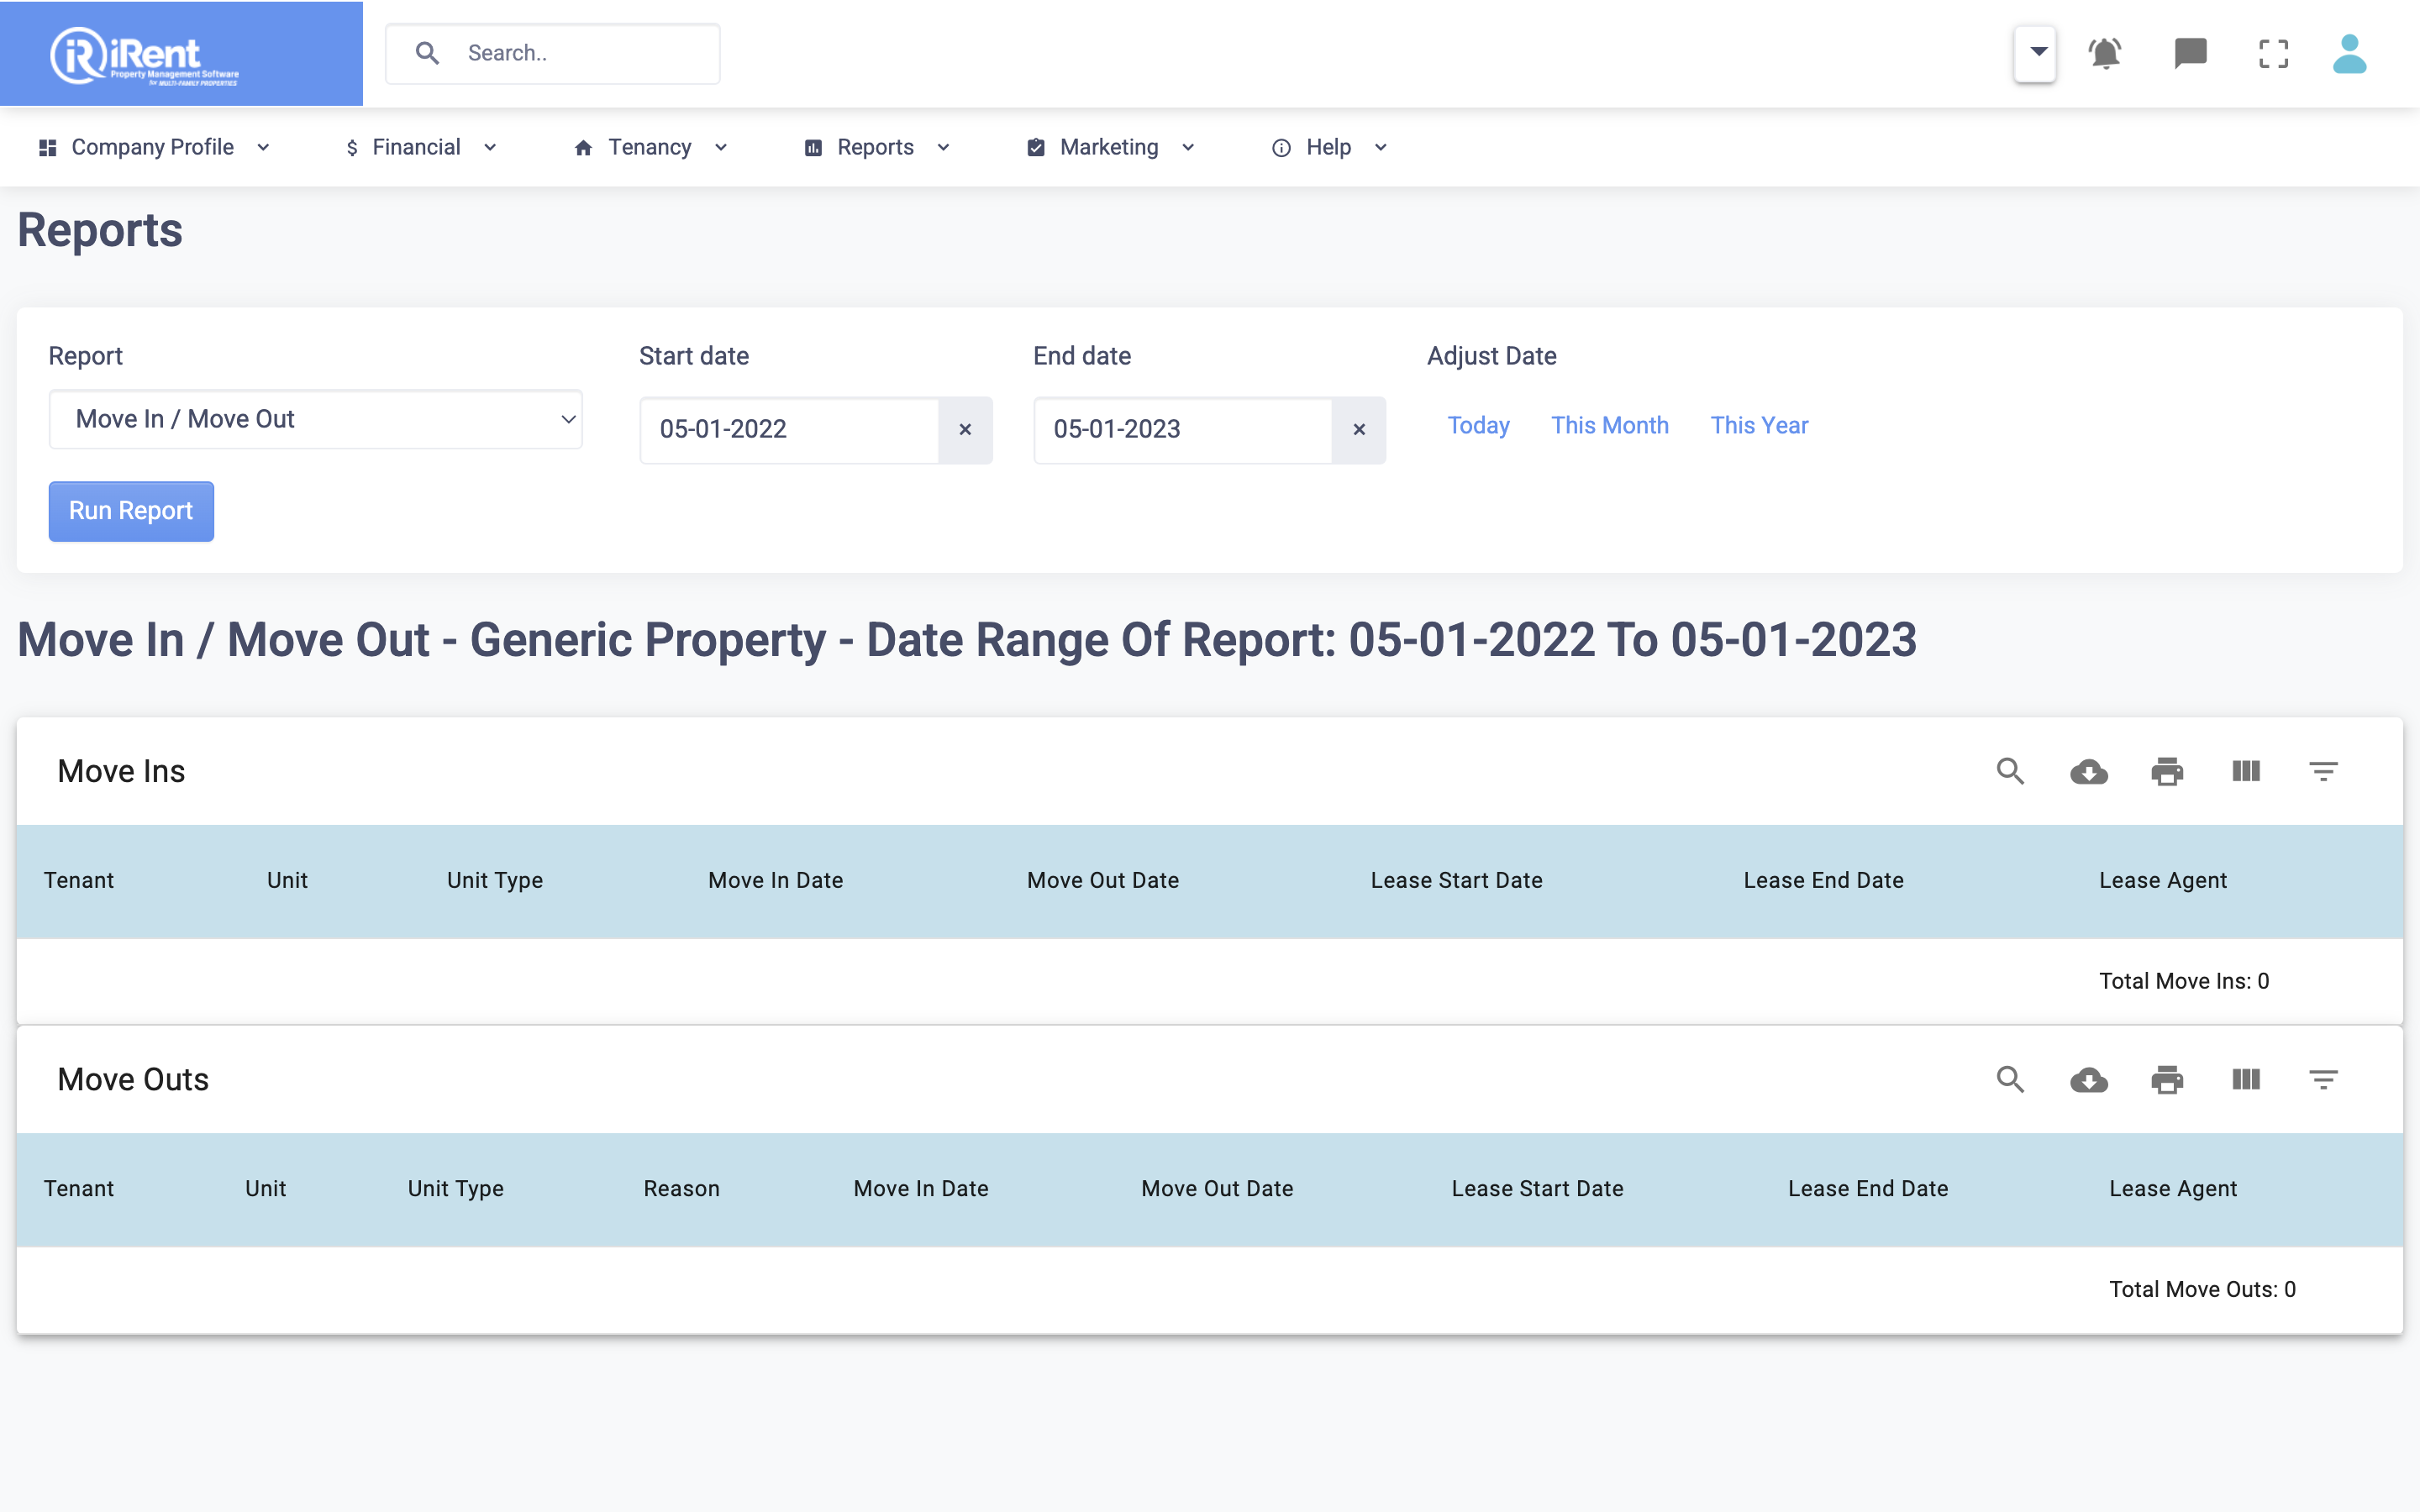 iRent
Property Management Software
for MULTI-FAMILY PROPERTIES
Search..
Company Profile Financial Tenancy Reports Marketing Help
Reports
Report Start date End date Adjust Date
Move In / Move Out 05-01-2022 × 05-01-2023 × Today This Month This Year
Run Report
Move In / Move Out - Generic Property - Date Range Of Report: 05-01-2022 To 05-01-2023
Move Ins
Tenant Unit Unit Type Move In Date Move Out Date Lease Start Date Lease End Date Lease Agent
Total Move Ins: 0
Move Outs
Tenant Unit Unit Type Reason Move In Date Move Out Date Lease Start Date Lease End Date Lease Agent
Total Move Outs: 0